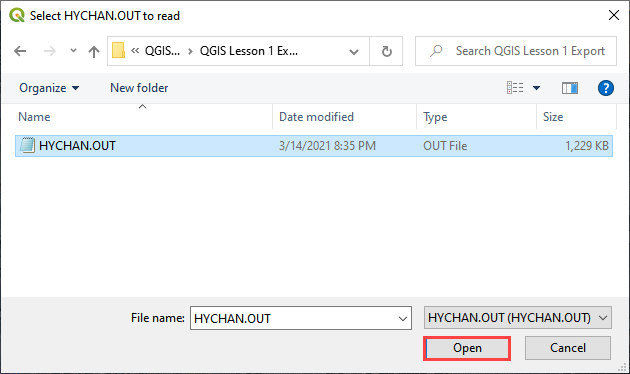 Select HYCHAN.OUT to read
« QGIS... › QGIS Lesson 1 Ex... Search QGIS Lesson 1 Export
Organize New folder
Name Date modified Type Size
HYCHAN.OUT 3/14/2021 8:35 PM OUT File 1,229 KB
File name: HYCHAN.OUT HYCHAN.OUT (HYCHAN.OUT)
Open Cancel